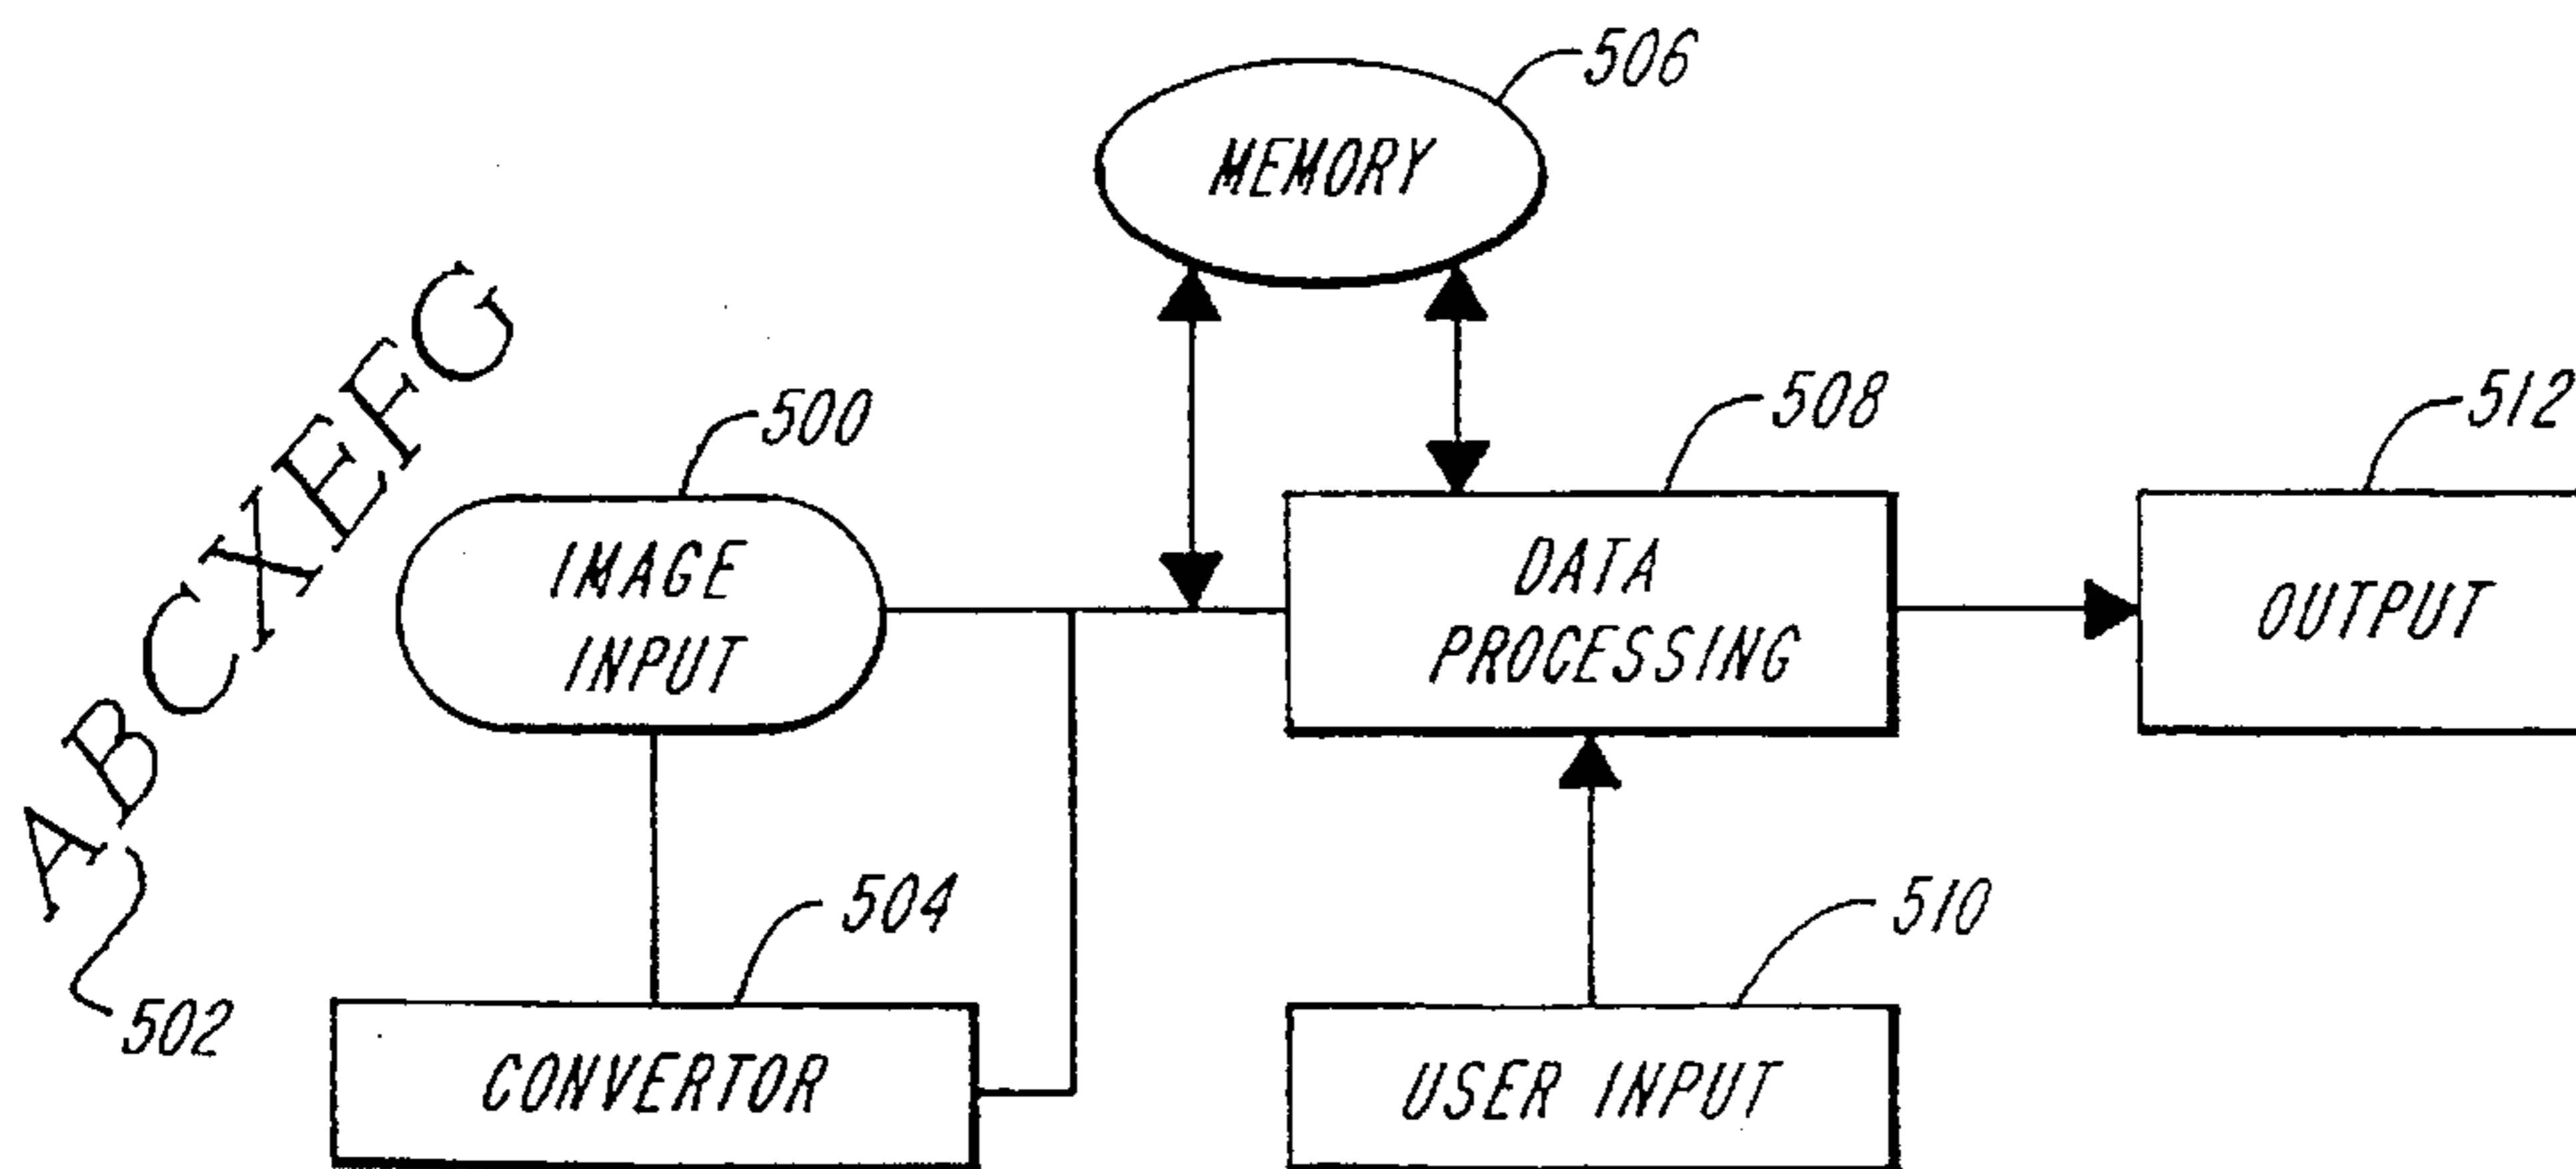 506
MEMORY
ABCXEFG
500
508
512
IMAGE
INPUT
DATA
PROCESSING
OUTPUT
504
510
502
CONVERTOR
USER INPUT